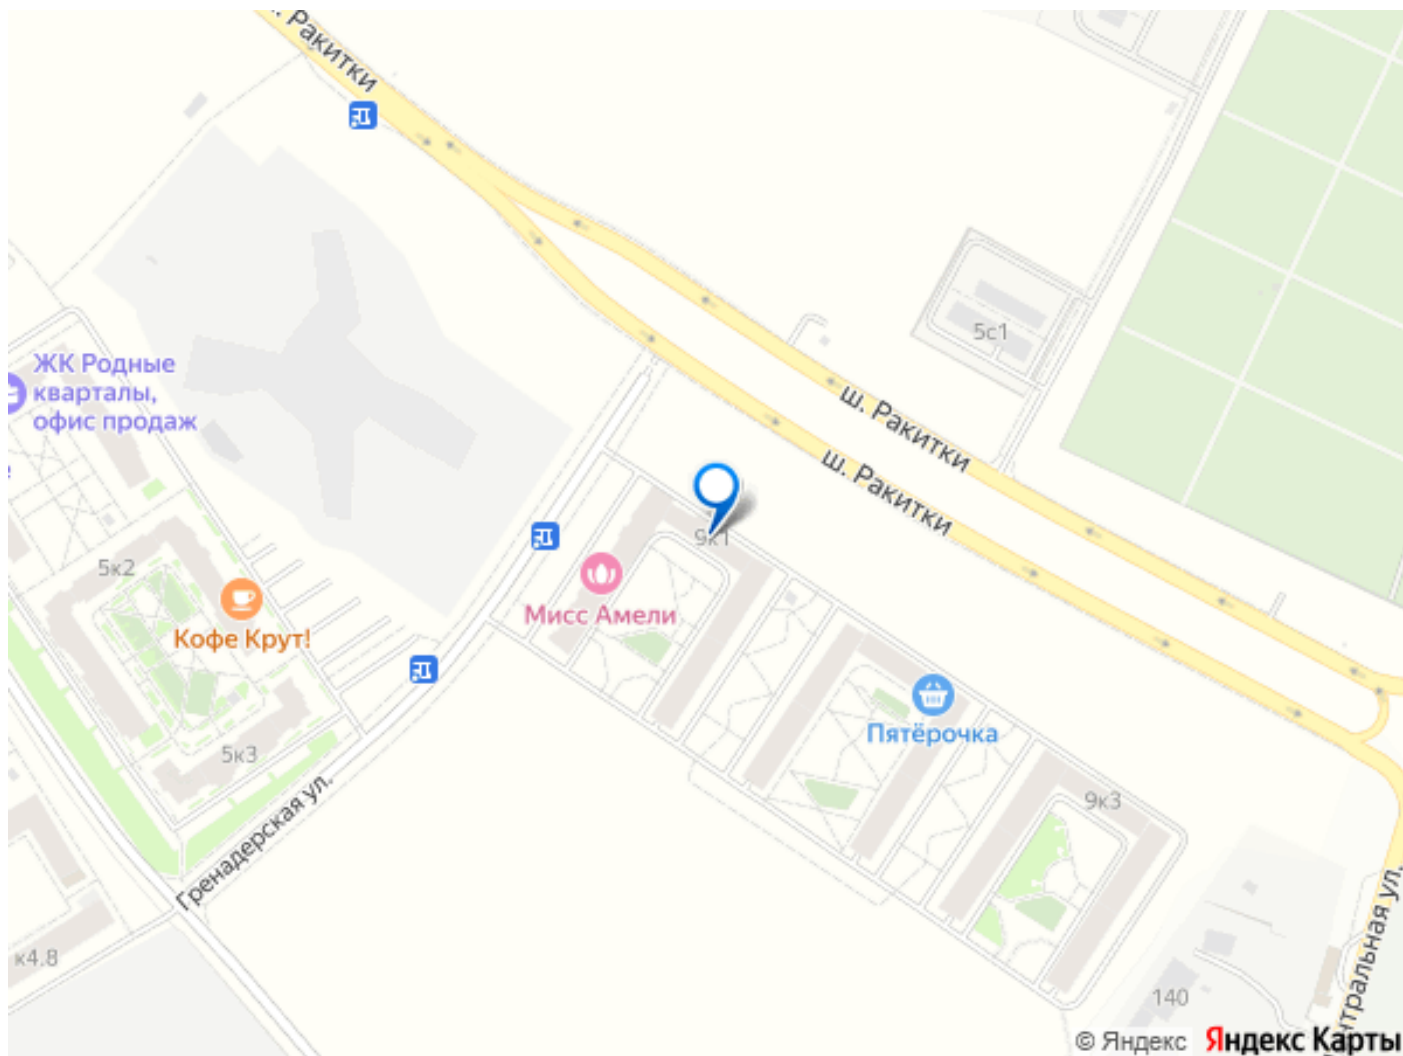 ш. Ракитки
5с1
ЖК Родные
кварталы,
офис продаж
ш. Ракитки
ш. Ракитки
9к1
5к2
Мисс Амели
Кофе Крут!
Пятёрочка
5к3
9к3
Гренадерская ул.
к4.8
140
© Яндекс Яндекс Карты